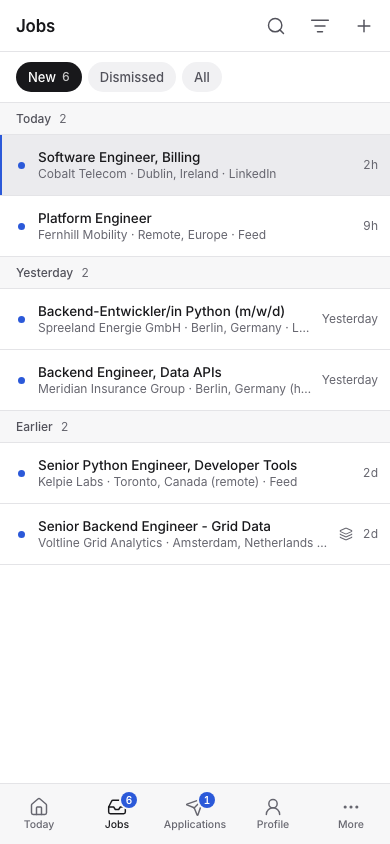 Jobs
New 6 Dismissed All
Today 2
Software Engineer, Billing
Cobalt Telecom · Dublin, Ireland · LinkedIn 2h
Platform Engineer
Fernhill Mobility · Remote, Europe · Feed 9h
Yesterday 2
Backend-Entwickler/in Python (m/w/d)
Spreeland Energie GmbH · Berlin, Germany · L... Yesterday
Backend Engineer, Data APIs
Meridian Insurance Group · Berlin, Germany (h... Yesterday
Earlier 2
Senior Python Engineer, Developer Tools
Kelpie Labs · Toronto, Canada (remote) · Feed 2d
Senior Backend Engineer - Grid Data
Voltline Grid Analytics · Amsterdam, Netherlands ... 2d
6 1
Today Jobs Applications Profile More